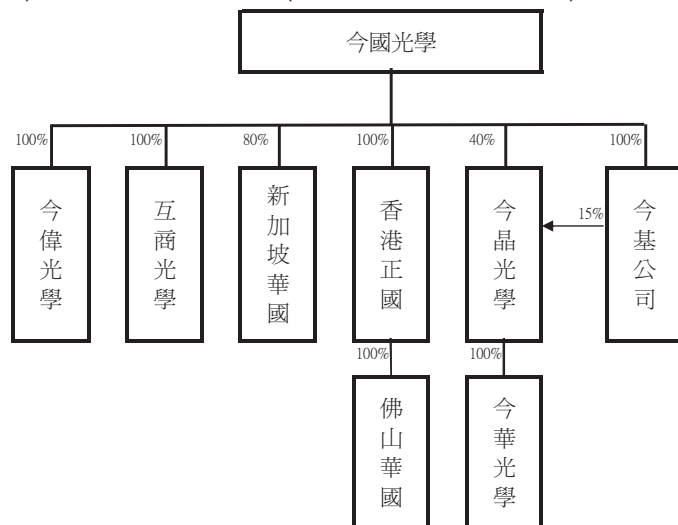 今國光學
100%
100%
80%
100%
40%
100%
今偉光學
互商光學
新加坡華國
香港正國
今晶光學
15%
今基公司
100%
100%
佛山華國
今華光學